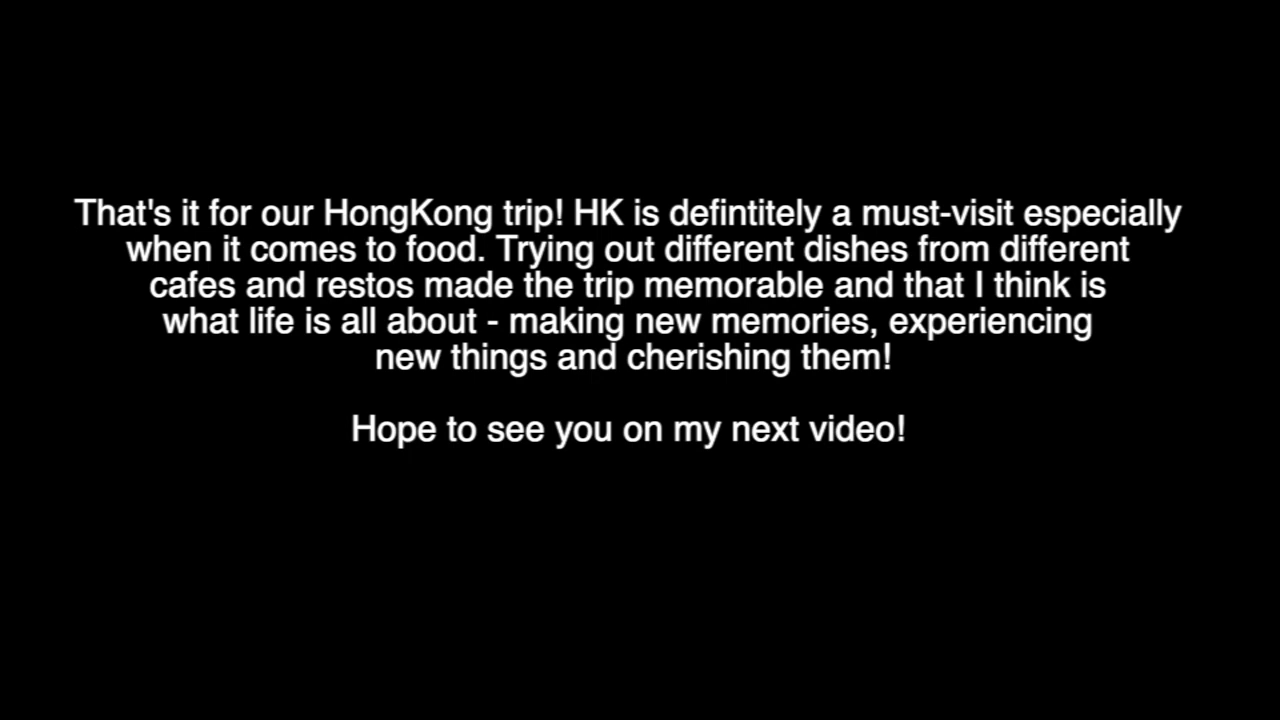 That's it for our HongKong trip! HK is defintitely a must-visit especially
when it comes to food. Trying out different dishes from different
cafes and restos made the trip memorable and that I think is
what life is all about - making new memories, experiencing
new things and cherishing them!
Hope to see you on my next video!